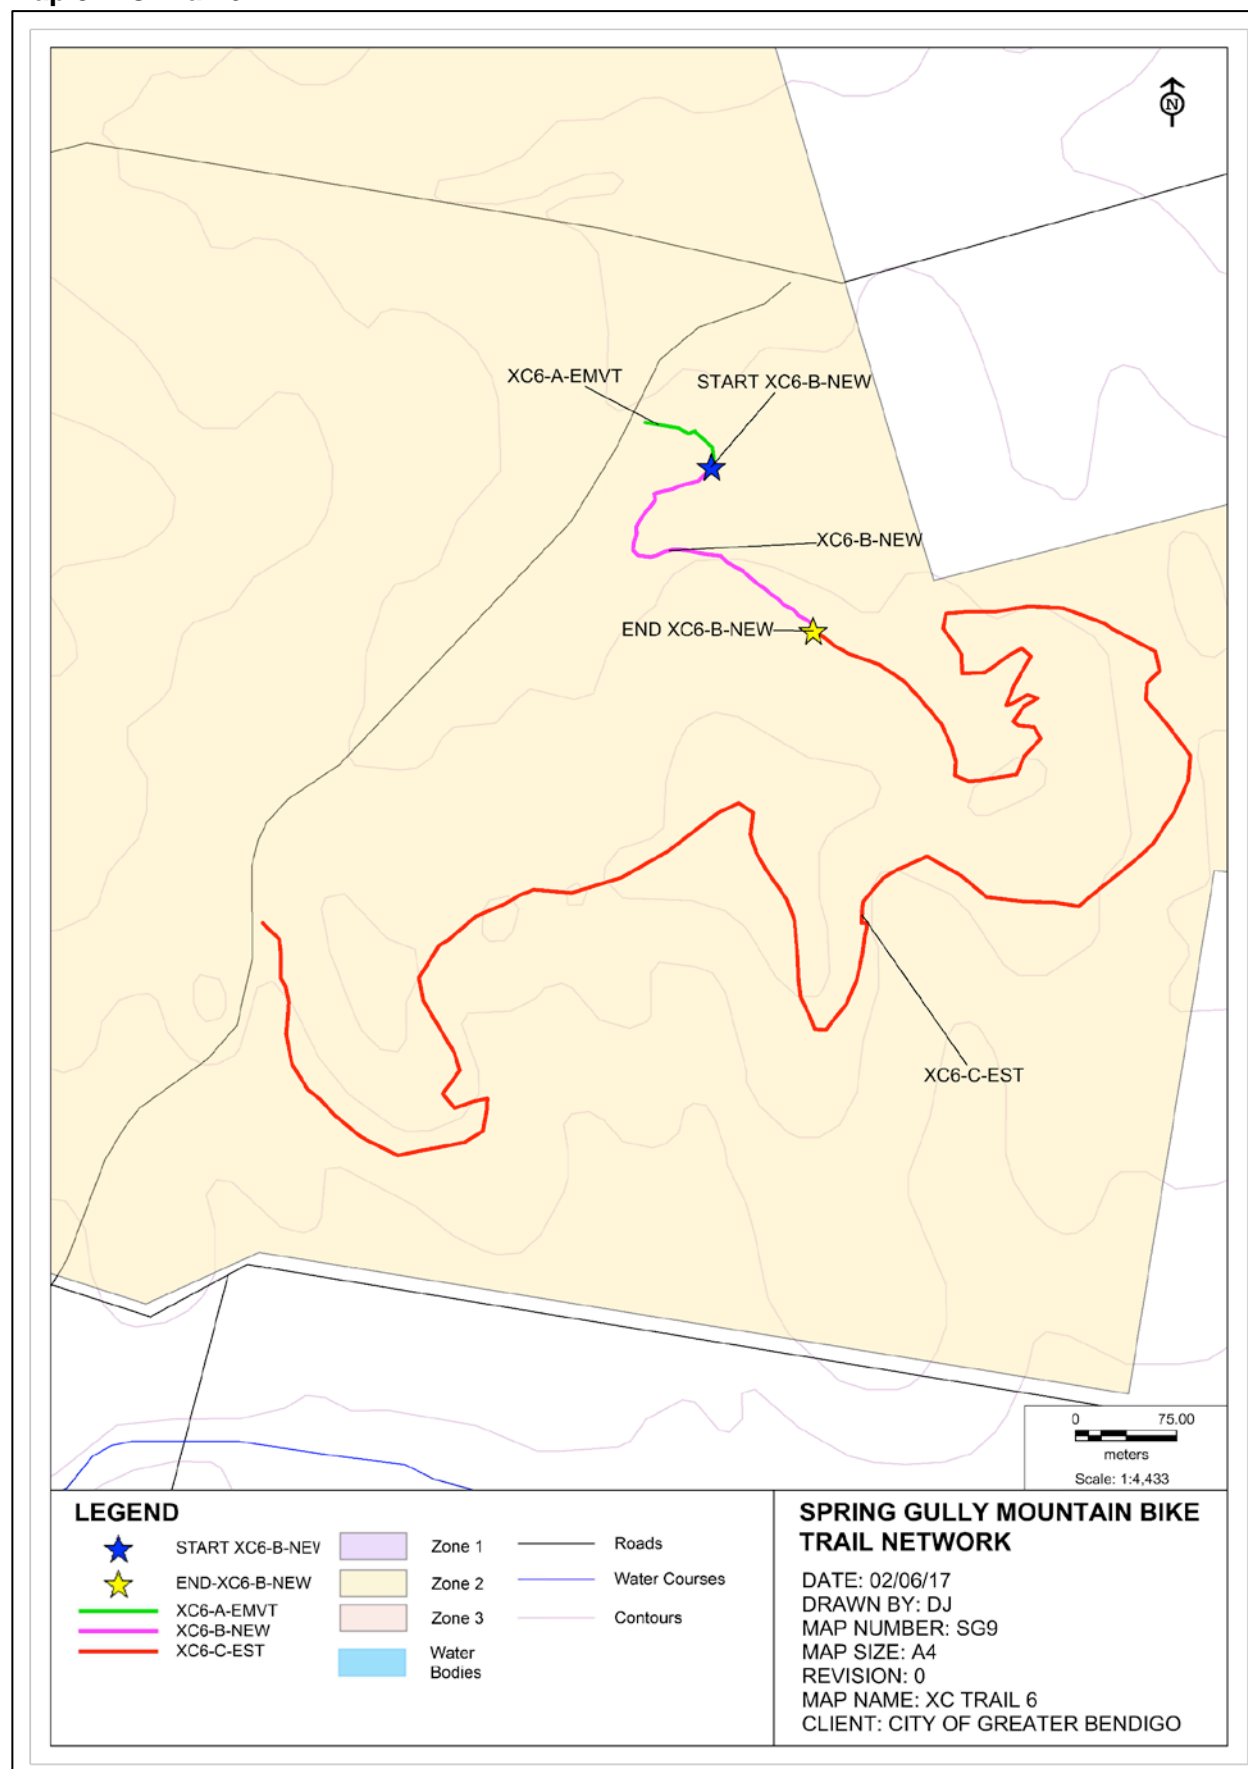 N
XC6-A-EMVT
START XC6-B-NEW
XC6-B-NEW
END XC6-B-NEW
XC6-C-EST
0 75.00
meters
Scale: 1:4,433
LEGEND
START XC6-B-NEV
END-XC6-B-NEW
XC6-A-EMVT
XC6-B-NEW
XC6-C-EST
Zone 1
Zone 2
Zone 3
Water
Bodies
Roads
Water Courses
Contours
SPRING GULLY MOUNTAIN BIKE
TRAIL NETWORK
DATE: 02/06/17
DRAWN BY: DJ
MAP NUMBER: SG9
MAP SIZE: A4
REVISION: 0
MAP NAME: XC TRAIL 6
CLIENT: CITY OF GREATER BENDIGO